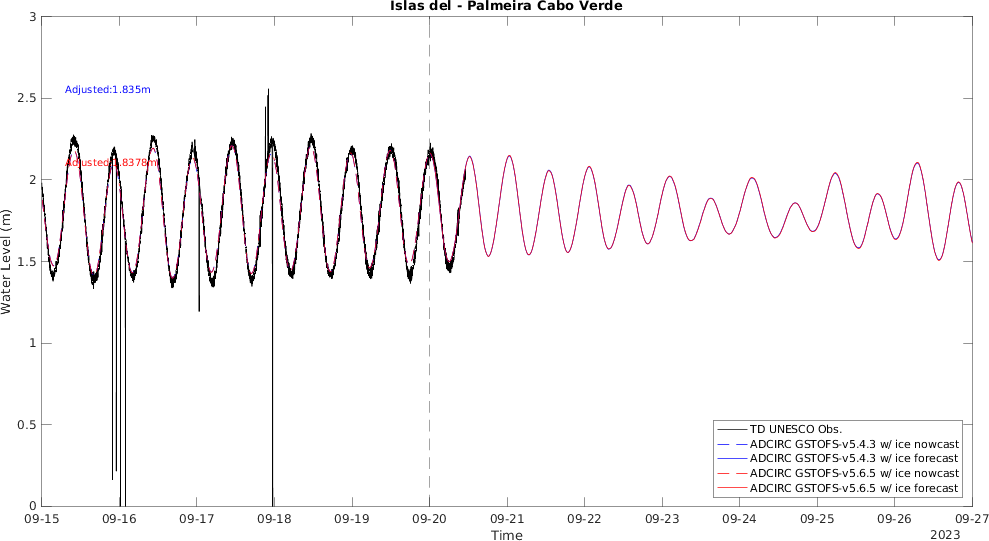 Islas del - Palmeira Cabo Verde
3
2.5
2
1.5
1
0.5
0
Water Level (m)
Adjusted:1.835m
Adjusted:1.8378m
TD UNESCO Obs.
ADCIRC GSTOFS-v5.4.3 w/ ice nowcast
ADCIRC GSTOFS-v5.4.3 w/ ice forecast
ADCIRC GSTOFS-v5.6.5 w/ ice nowcast
ADCIRC GSTOFS-v5.6.5 w/ ice forecast
09-15 09-16 09-17 09-18 09-19 09-20 09-21 09-22 09-23 09-24 09-25 09-26 09-27
Time
2023